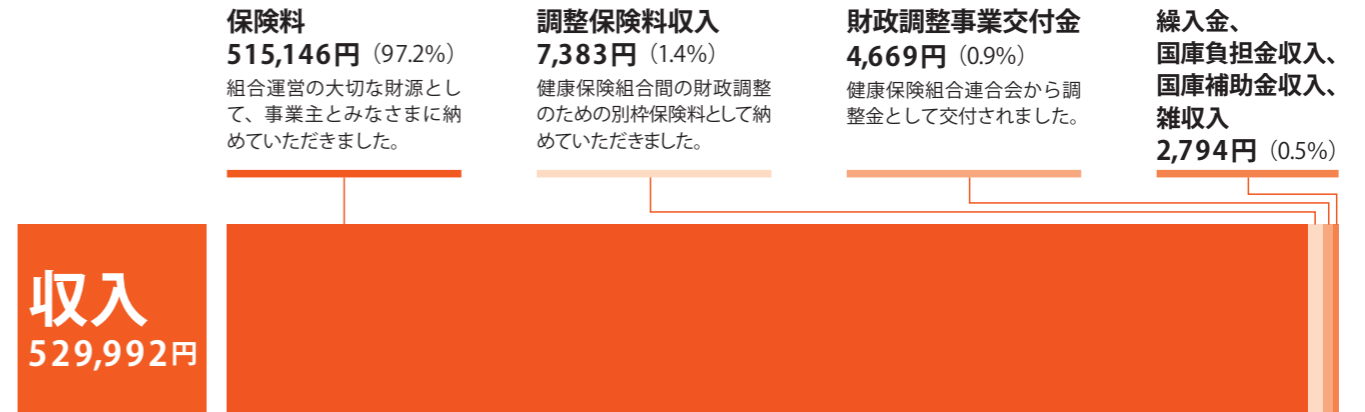 保険料
515,146円（97.2%）
組合運営の大切な財源とし
て、事業主とみなさまに納
めていただきました。
調整保険料収入
7,383円（1.4%）
健康保険組合間の財政調整
のための別枠保険料として納
めていただきました。
財政調整事業交付金
4,669円（0.9%）
健康保険組合連合会から調
整金として交付されました。
繰入金、
国庫負担金収入、
国庫補助金収入、
雑収入
2,794円（0.5%）
収入
529,992円